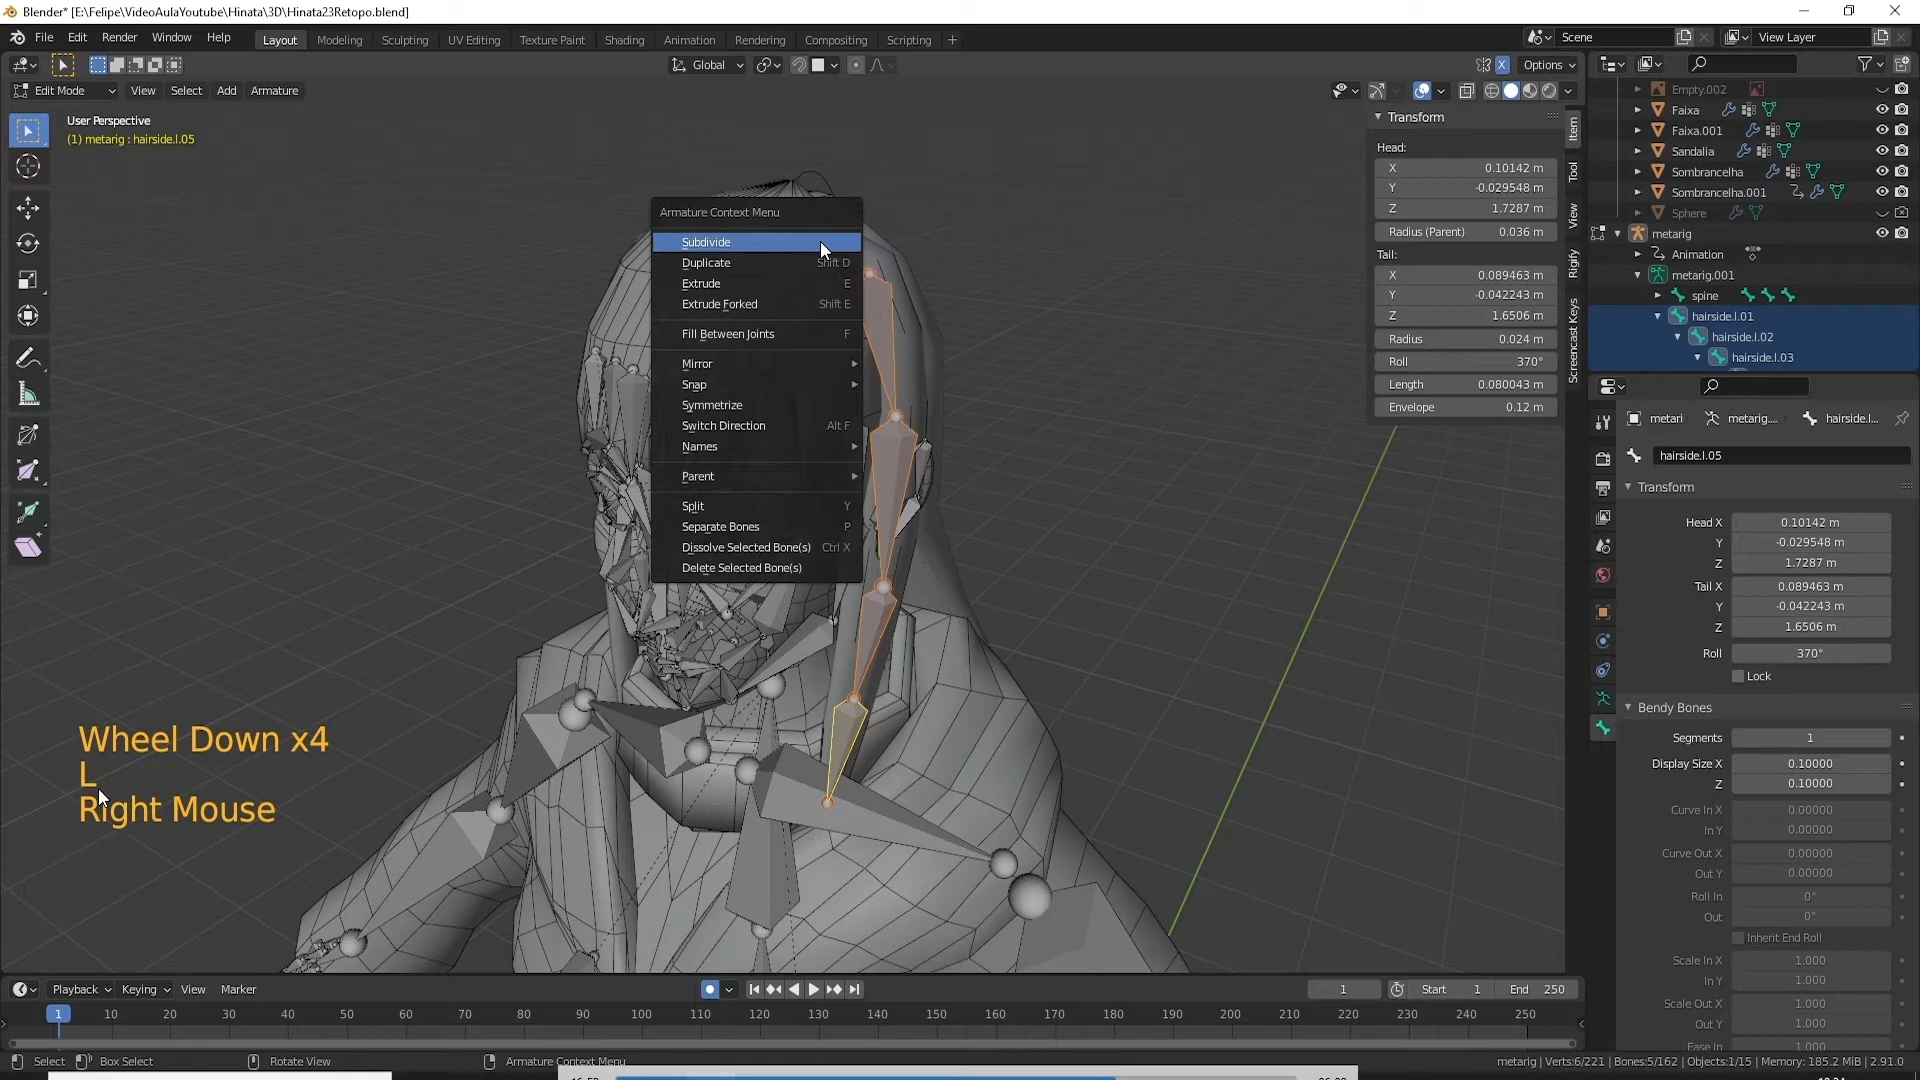 Blender* [E:\Felipe\VideoAulaYoutube\Hinata\3D\Hinata23Retopo.blend]
File Edit Render Window Help Layout Modeling Sculpting UV Editing Texture Paint Shading Animation Rendering Compositing Scripting + Scene View Layer
Global X Options
Edit Mode View Select Add Armature
User Perspective
(1) metarig : hairside.l.05
Armature Context Menu
Subdivide
Duplicate Shift D
Extrude E
Extrude Forked Shift E
Fill Between Joints F
Mirror
Snap
Symmetrize
Switch Direction Alt F
Names
Parent
Split Y
Separate Bones P
Dissolve Selected Bone(s) Ctrl X
Delete Selected Bone(s)
Wheel Down x4
L
Right Mouse
Transform
Head:
X 0.10142 m
Y -0.029548 m
Z 1.7287 m
Radius (Parent) 0.036 m
Tail:
X 0.089463 m
Y -0.042243 m
Z 1.6506 m
Radius 0.024 m
Roll 370°
Length 0.080043 m
Envelope 0.12 m
Item
Tool
View
Rigify
Screencast Keys
Empty.002
Faixa
Faixa.001
Sandalia
Sombrancelha
Sombrancelha.001
Sphere
metarig
Animation
metarig.001
spine
hairside.l.01
hairside.l.02
hairside.l.03
metari metarig... hairside.l...
hairside.l.05
Transform
Head X 0.10142 m
Y -0.029548 m
Z 1.7287 m
Tail X 0.089463 m
Y -0.042243 m
Z 1.6506 m
Roll 370°
Lock
Bendy Bones
Segments 1
Display Size X 0.10000
Z 0.10000
Curve In X 0.00000
In Y 0.00000
Curve Out X 0.00000
Out Y 0.00000
Roll In 0°
Out 0°
Inherit End Roll
Scale In X 1.000
In Y 1.000
Scale Out X 1.000
Out Y 1.000
Ease In 1.000
Playback Keying View Marker 1 Start 1 End 250
1 10 20 30 40 50 60 70 80 90 100 110 120 130 140 150 160 170 180 190 200 210 220 230 240 250
Select Box Select Rotate View Armature Context Menu metarig | Verts:6/221 | Bones:5/162 | Objects:1/15 | Memory: 185.2 MiB | 2.91.0